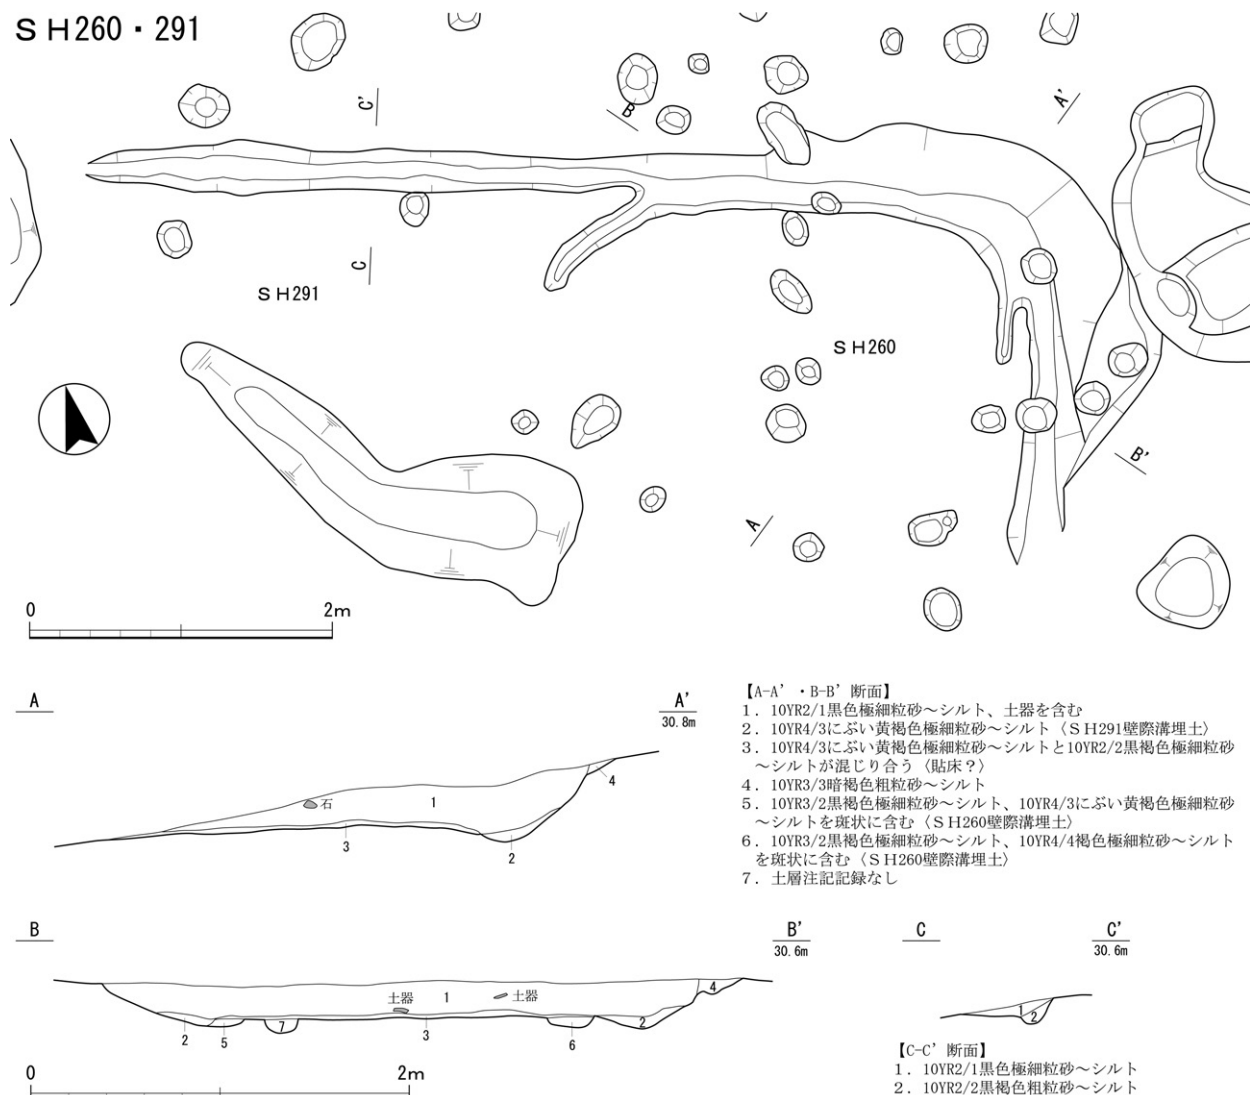 ＳＨ260・291
C'
B
A'
C
ＳＨ291
ＳＨ260
A
B'
0 2m
A A'
30.8m
石
1
4
3
2
【A-A’・B-B’断面】
１．10YR2/1黒色極細粒砂～シルト、土器を含む
２．10YR4/3にぶい黄褐色極細粒砂～シルト〈ＳＨ291壁際溝埋土〉
３．10YR4/3にぶい黄褐色極細粒砂～シルトと10YR2/2黒褐色極細粒砂
～シルトが混じり合う〈貼床？〉
４．10YR3/3暗褐色粗粒砂～シルト
５．10YR3/2黒褐色極細粒砂～シルト、10YR4/3にぶい黄褐色極細粒砂
～シルトを斑状に含む〈ＳＨ260壁際溝埋土〉
６．10YR3/2黒褐色極細粒砂～シルト、10YR4/4褐色極細粒砂～シルト
を斑状に含む〈ＳＨ260壁際溝埋土〉
７．土層注記記録なし
B B'
30.6m
土器 1 土器
4
2 5 7 3 6 2
0 2m
C C'
30.6m
1
2
【C-C’断面】
１．10YR2/1黒色極細粒砂～シルト
２．10YR2/2黒褐色粗粒砂～シルト